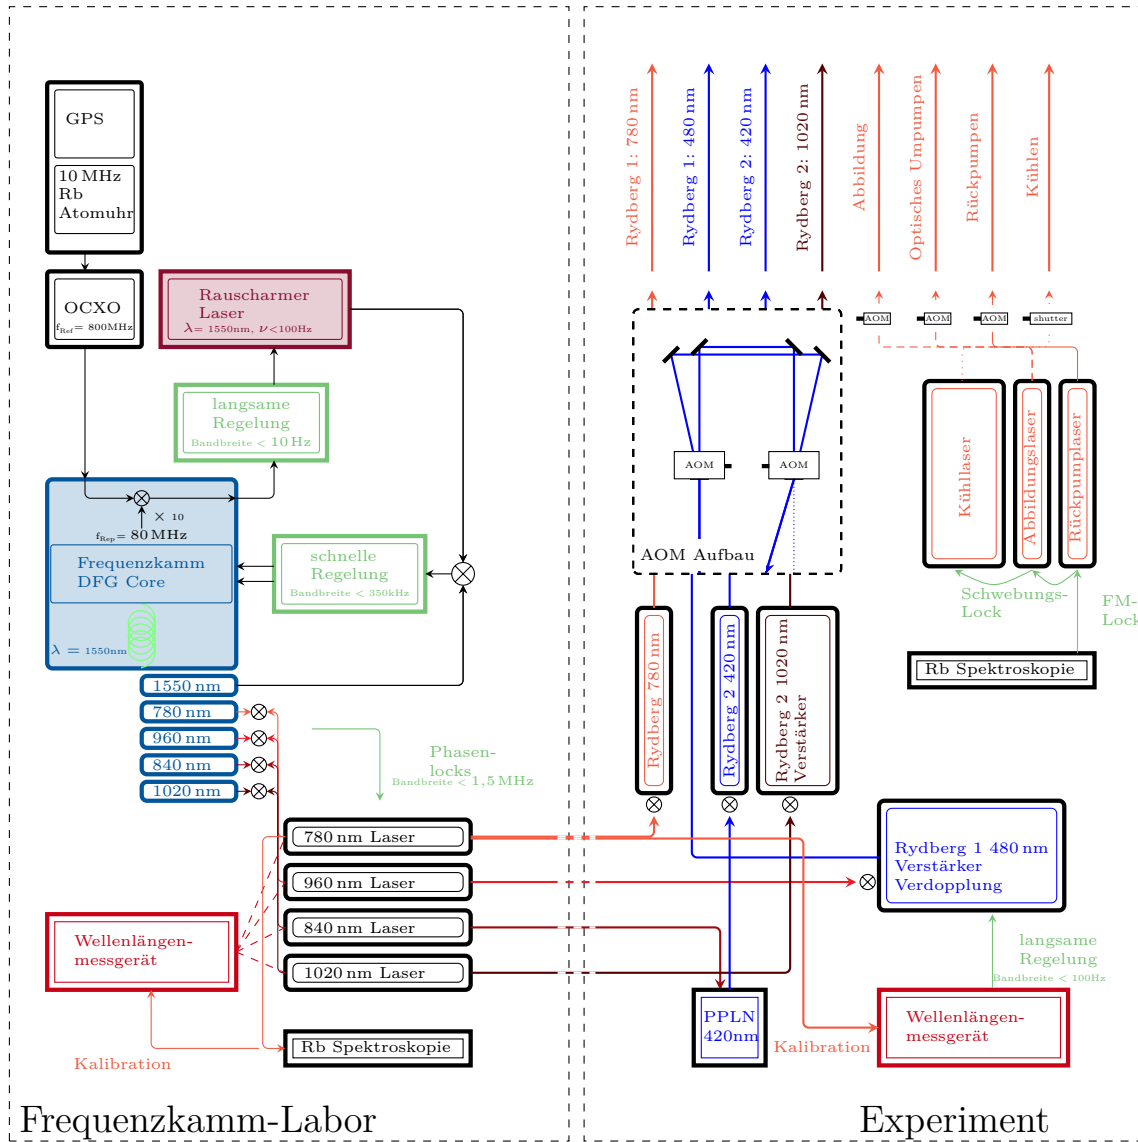 GPS
10 MHz
Rb
Atomuhr
OCXO
f_Ref = 800MHz
Rauscharmer
Laser
λ= 1550nm, ν<100Hz
langsame
Regelung
Bandbreite < 10 Hz
× 10
f_Rep= 80 MHz
Frequenzkamm
DFG Core
λ = 1550nm
schnelle
Regelung
Bandbreite < 350kHz
1550 nm
780 nm
960 nm
840 nm
1020 nm
Phasen-
locks
Bandbreite < 1,5 MHz
780 nm Laser
960 nm Laser
840 nm Laser
1020 nm Laser
Wellenlängen-
messgerät
Rb Spektroskopie
Kalibration
Frequenzkamm-Labor
Rydberg 1: 780 nm
Rydberg 1: 480 nm
Rydberg 2: 420 nm
Rydberg 2: 1020 nm
Abbildung
Optisches Umpumpen
Rückpumpen
Kühlen
AOM
AOM
AOM
shutter
AOM
AOM
AOM Aufbau
Kühllaser
Abbildungslaser
Rückpumplaser
Schwebungs-
Lock
FM-
Lock
Rb Spektroskopie
Rydberg 780 nm
Rydberg 2 420 nm
Rydberg 2 1020 nm
Verstärker
Rydberg 1 480 nm
Verstärker
Verdopplung
langsame
Regelung
Bandbreite < 100Hz
PPLN
420nm
Kalibration
Wellenlängen-
messgerät
Experiment